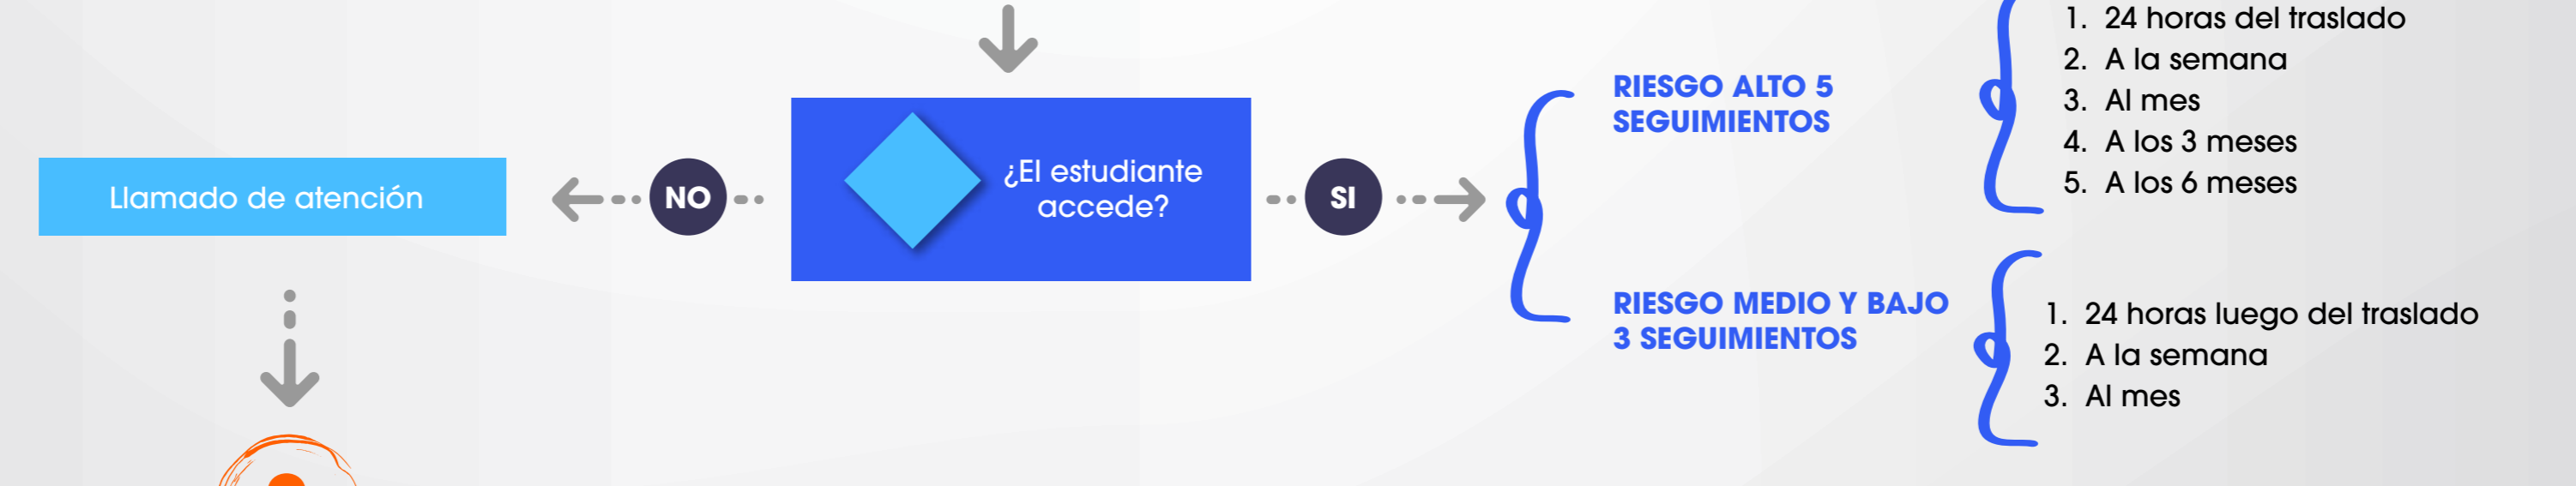 1. 24 horas del traslado
2. A la semana
3. Al mes
4. A los 3 meses
5. A los 6 meses
RIESGO ALTO 5
SEGUIMIENTOS
¿El estudiante
accede?
Llamado de atención
NO
SI
RIESGO MEDIO Y BAJO
3 SEGUIMIENTOS
1. 24 horas luego del traslado
2. A la semana
3. Al mes